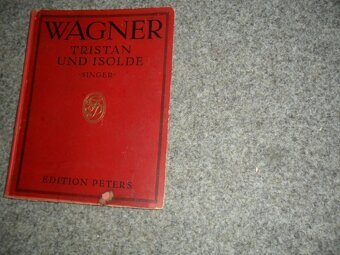 WAGNER
TRISTAN
UND ISOLDE
·SINGER·
EDITION PETERS